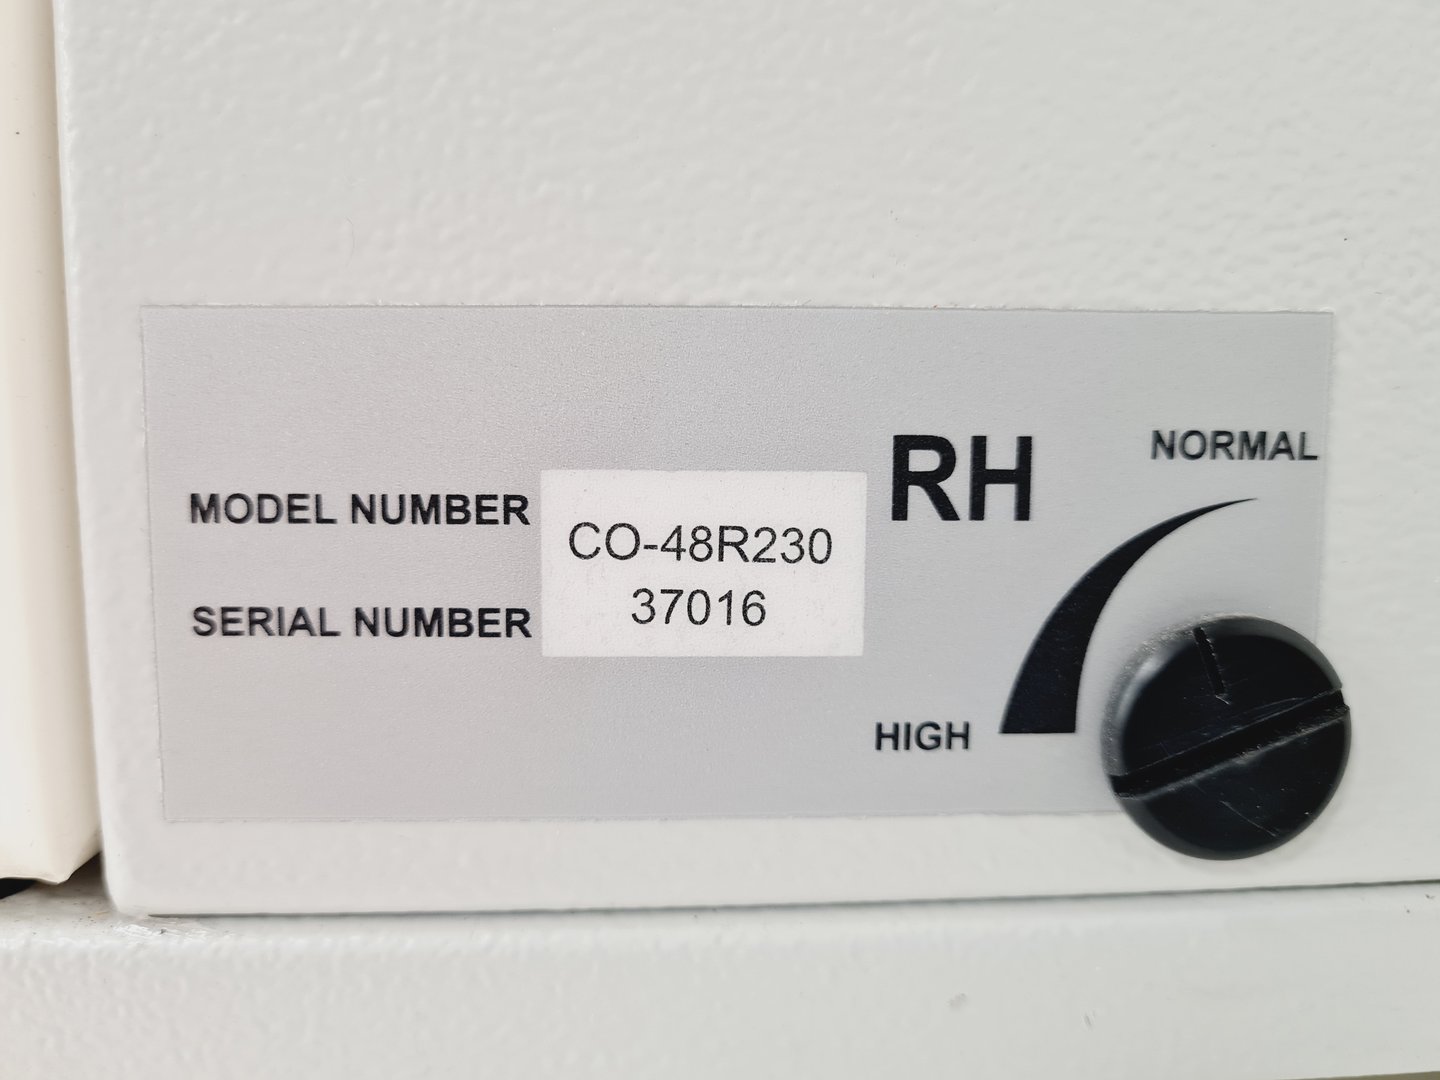 MODEL NUMBER CO-48R230
SERIAL NUMBER 37016
RH
NORMAL
HIGH